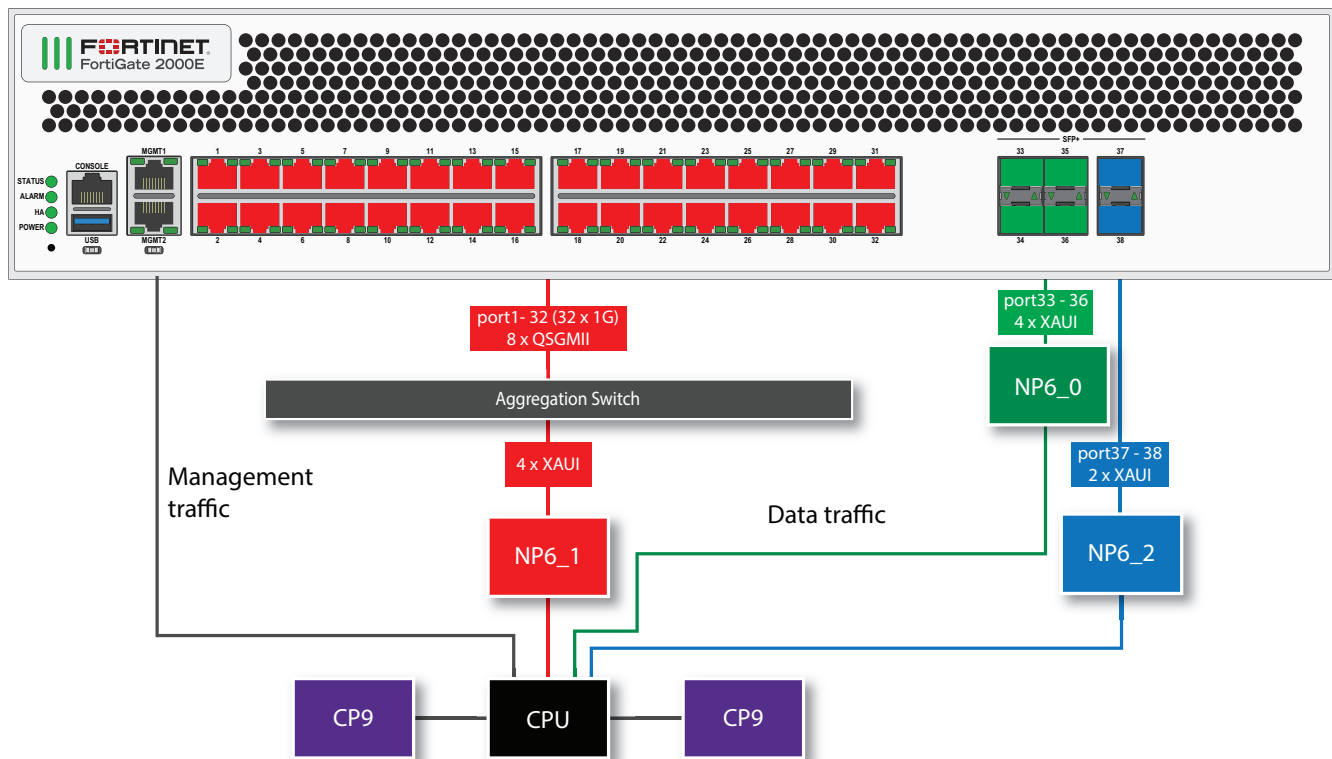 FORTINET
FortiGate 2000E
SFP+
MGMT1
1 3 5 7 9 11 13 15
17 19 21 23 25 27 29 31
33 35 37
CONSOLE
STATUS
ALARM
HA
POWER
USB
MGMT2
2 4 6 8 10 12 14 16
18 20 22 24 26 28 30 32
34 36 38
port1- 32 (32 x 1G)
8 x QSGMII
port33 - 36
4 x XAUI
Aggregation Switch
NP6_0
4 x XAUI
port37 - 38
2 x XAUI
Management
traffic
Data traffic
NP6_1
NP6_2
CP9
CPU
CP9